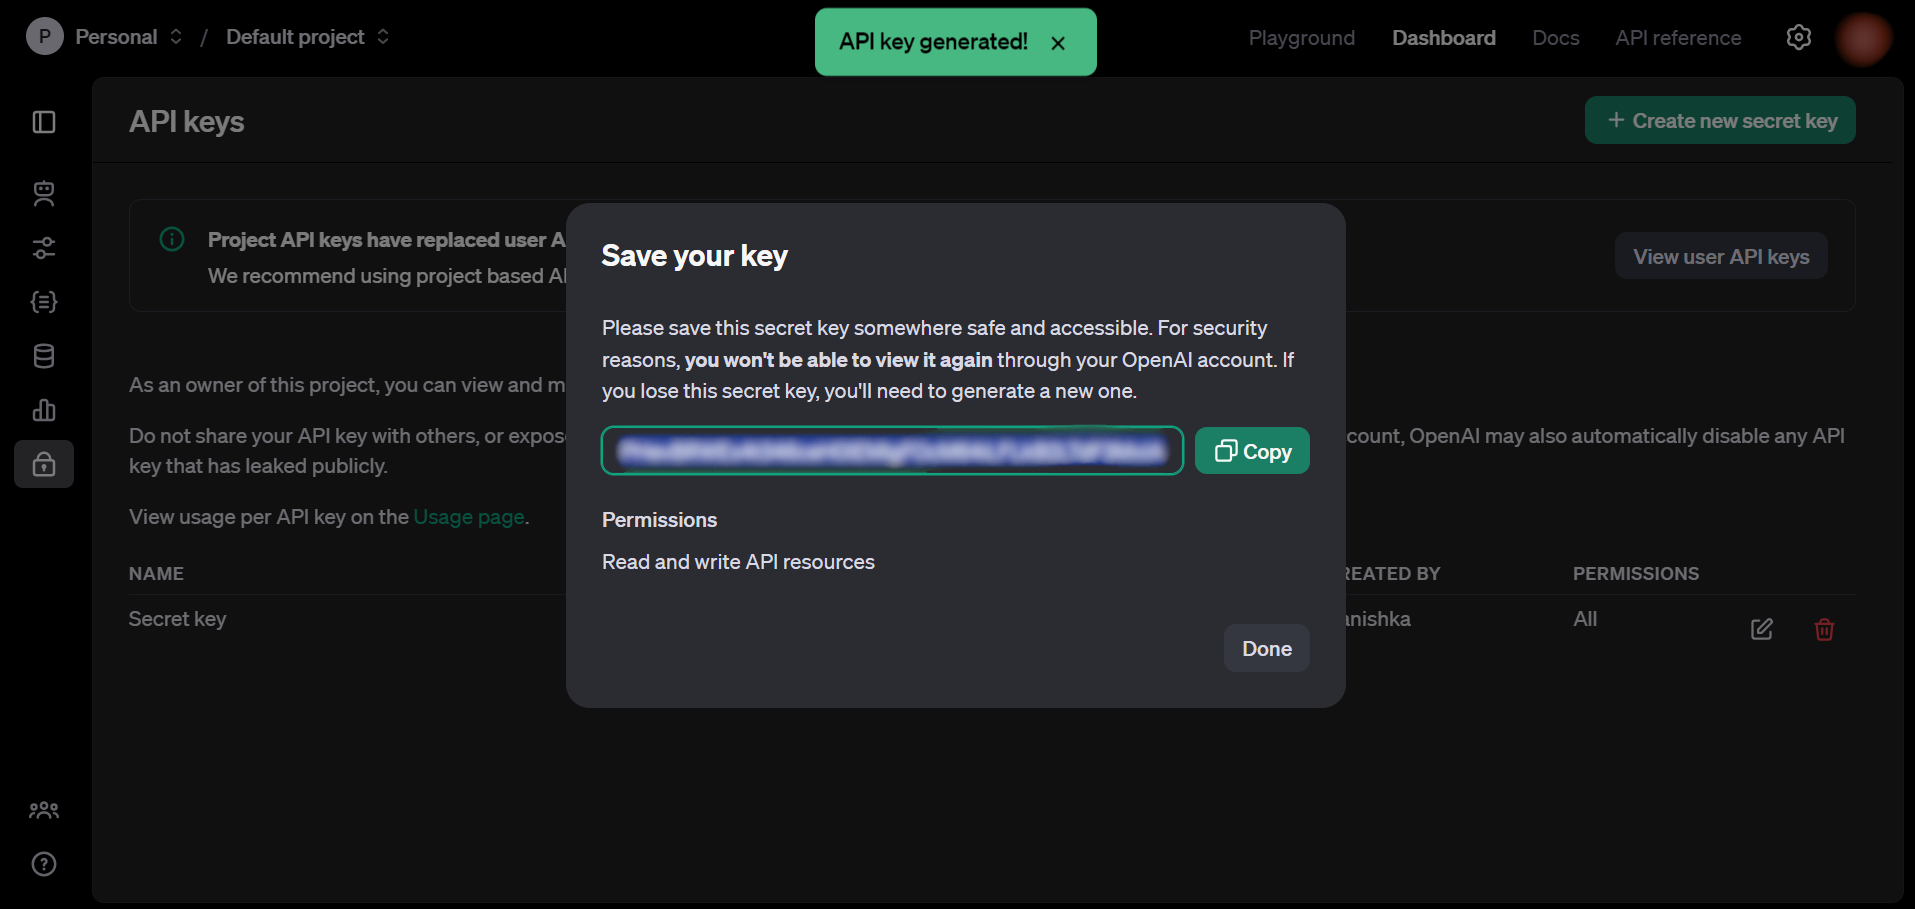 P Personal / Default project
API key generated!
Playground Dashboard Docs API reference
API keys
+ Create new secret key
Project API keys have replaced user A
We recommend using project based AI
View user API keys
As an owner of this project, you can view and m
Do not share your API key with others, or expos
count, OpenAI may also automatically disable any API
key that has leaked publicly.
View usage per API key on the Usage page.
NAME
REATED BY
PERMISSIONS
Secret key
anishka
All
Save your key
Please save this secret key somewhere safe and accessible. For security
reasons, you won't be able to view it again through your OpenAI account. If
you lose this secret key, you'll need to generate a new one.
Copy
Permissions
Read and write API resources
Done